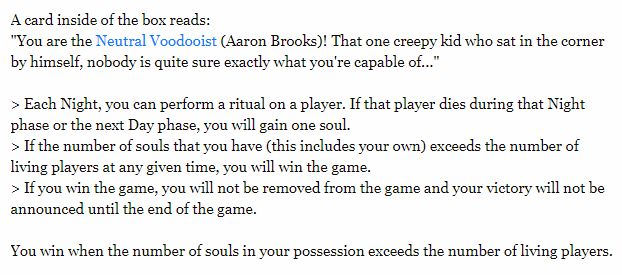 A card inside of the box reads:
"You are the Neutral Voodooist (Aaron Brooks)! That one creepy kid who sat in the corner
by himself, nobody is quite sure exactly what you're capable of..."
> Each Night, you can perform a ritual on a player. If that player dies during that Night
phase or the next Day phase, you will gain one soul.
> If the number of souls that you have (this includes your own) exceeds the number of
living players at any given time, you will win the game.
> If you win the game, you will not be removed from the game and your victory will not be
announced until the end of the game.
You win when the number of souls in your possession exceeds the number of living players.